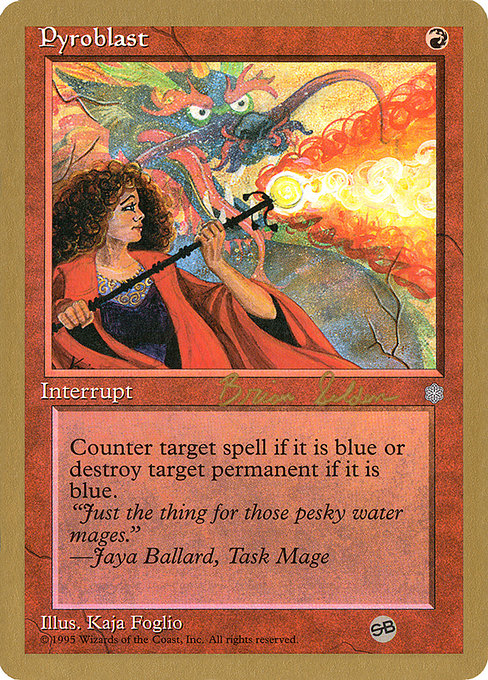 Pyroblast
Interrupt
Brian Selden
Counter target spell if it is blue or
destroy target permanent if it is
blue.
“Just the thing for those pesky water
mages.”
—Jaya Ballard, Task Mage
Illus. Kaja Foglio
©1995 Wizards of the Coast, Inc. All rights reserved.
SB